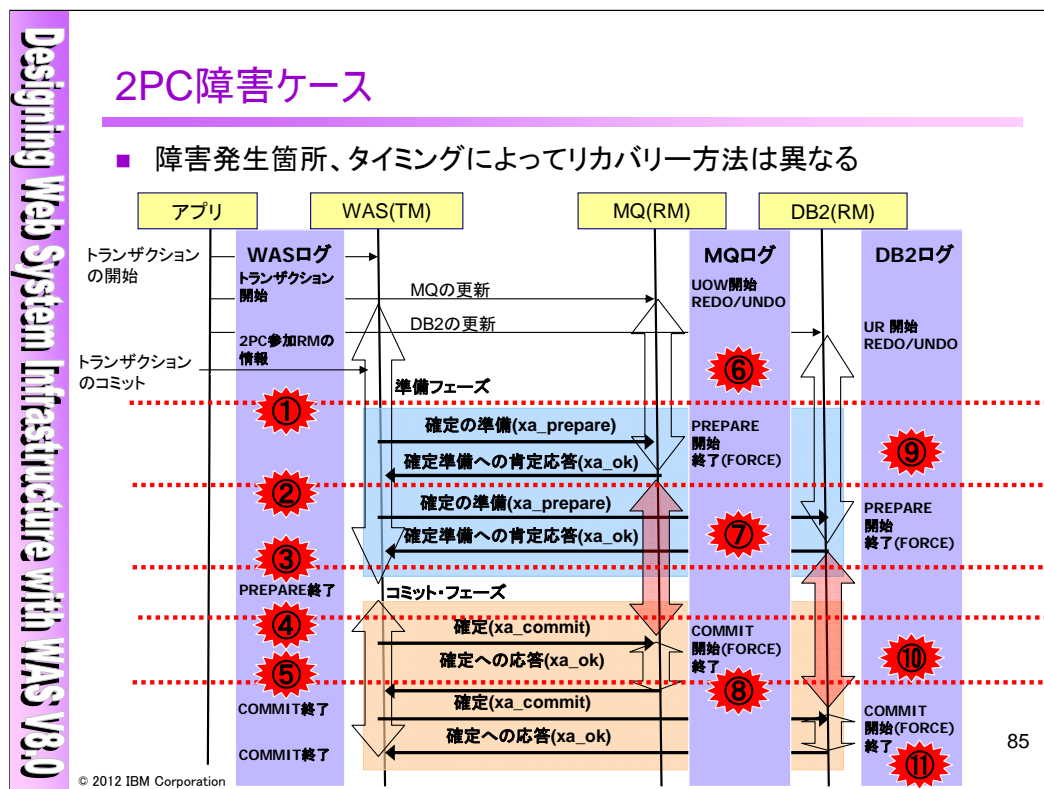 Designing Web System Infrastructure with WAS V8.0
2PC障害ケース
■ 障害発生箇所、タイミングによってリカバリー方法は異なる
アプリ
WAS(TM)
MQ(RM)
DB2(RM)
トランザクション
の開始
WASログ
トランザクション
開始
MQログ
UOW開始
REDO/UNDO
DB2ログ
MQの更新
DB2の更新
UR 開始
REDO/UNDO
2PC参加RMの
情報
トランザクション
のコミット
⑥
準備フェーズ
①
確定の準備(xa_prepare)
PREPARE
開始
終了(FORCE)
⑨
確定準備への肯定応答(xa_ok)
②
確定の準備(xa_prepare)
PREPARE
開始
終了(FORCE)
⑦
確定準備への肯定応答(xa_ok)
③
PREPARE終了
コミット・フェーズ
④
確定(xa_commit)
COMMIT
開始(FORCE)
終了
⑩
確定への応答(xa_ok)
⑤
⑧
COMMIT終了
確定(xa_commit)
COMMIT
開始(FORCE)
終了
確定への応答(xa_ok)
COMMIT終了
⑪
85
© 2012 IBM Corporation